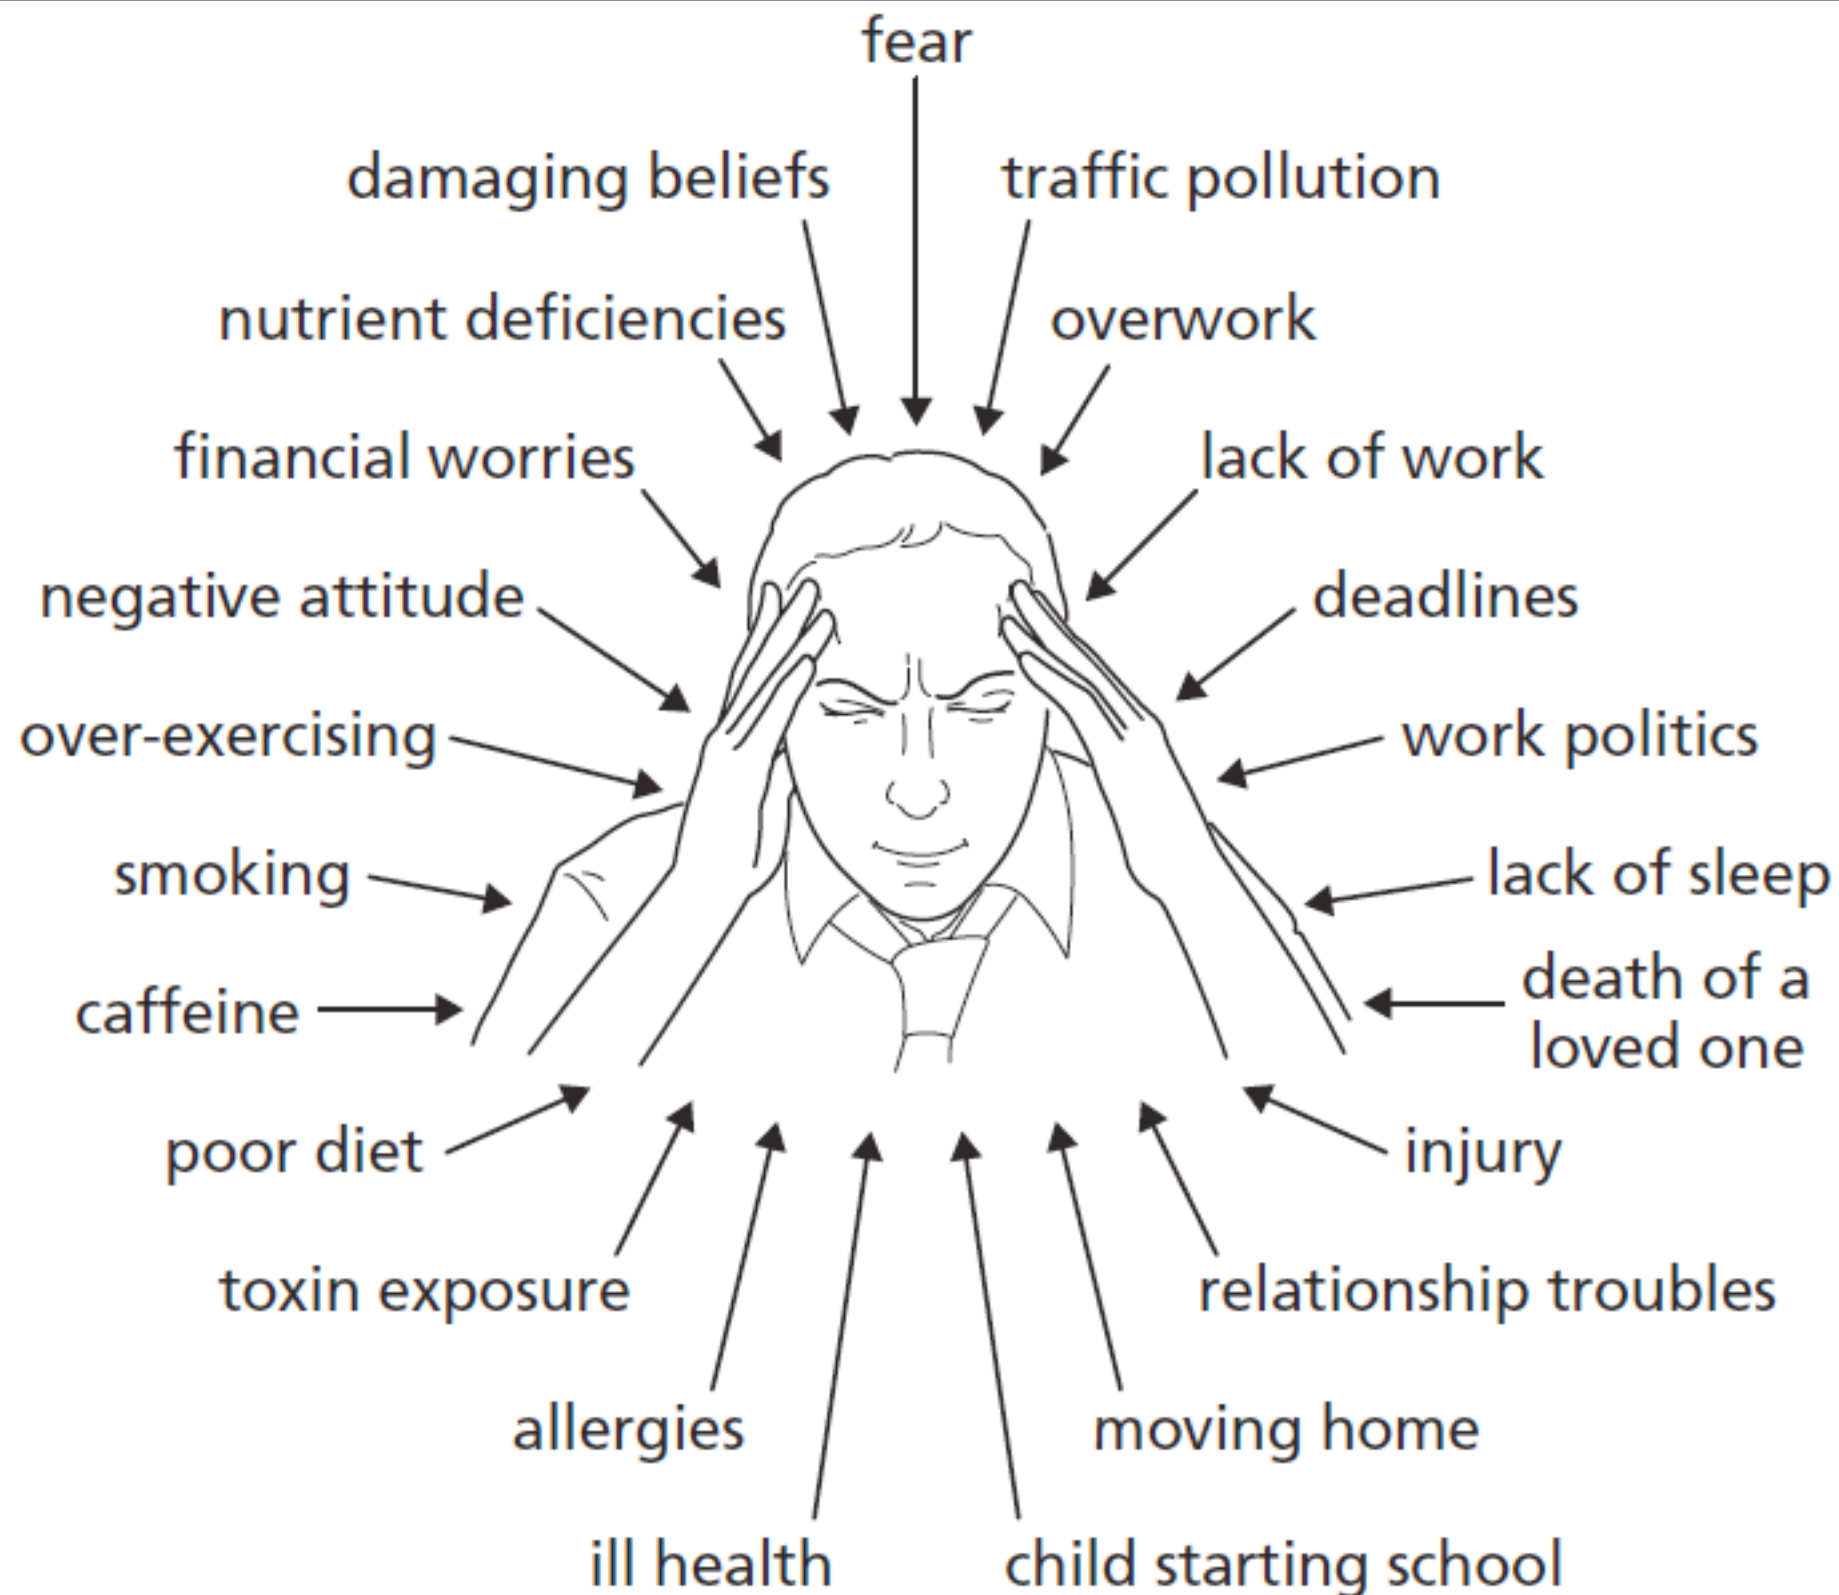 fear
damaging beliefs
traffic pollution
nutrient deficiencies
overwork
financial worries
lack of work
negative attitude
deadlines
over-exercising
work politics
smoking
lack of sleep
caffeine
death of a
loved one
poor diet
injury
toxin exposure
relationship troubles
allergies
moving home
ill health
child starting school